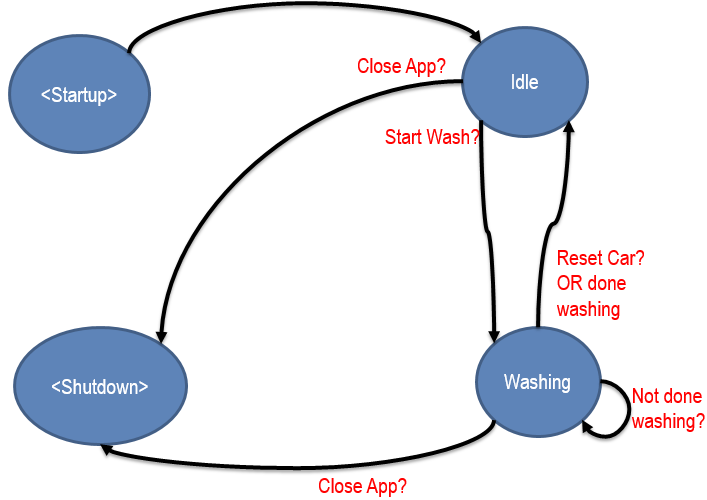 Close App?
Idle
<Startup>
Start Wash?
Reset Car?
OR done
washing
<Shutdown>
Washing
Not done
washing?
Close App?